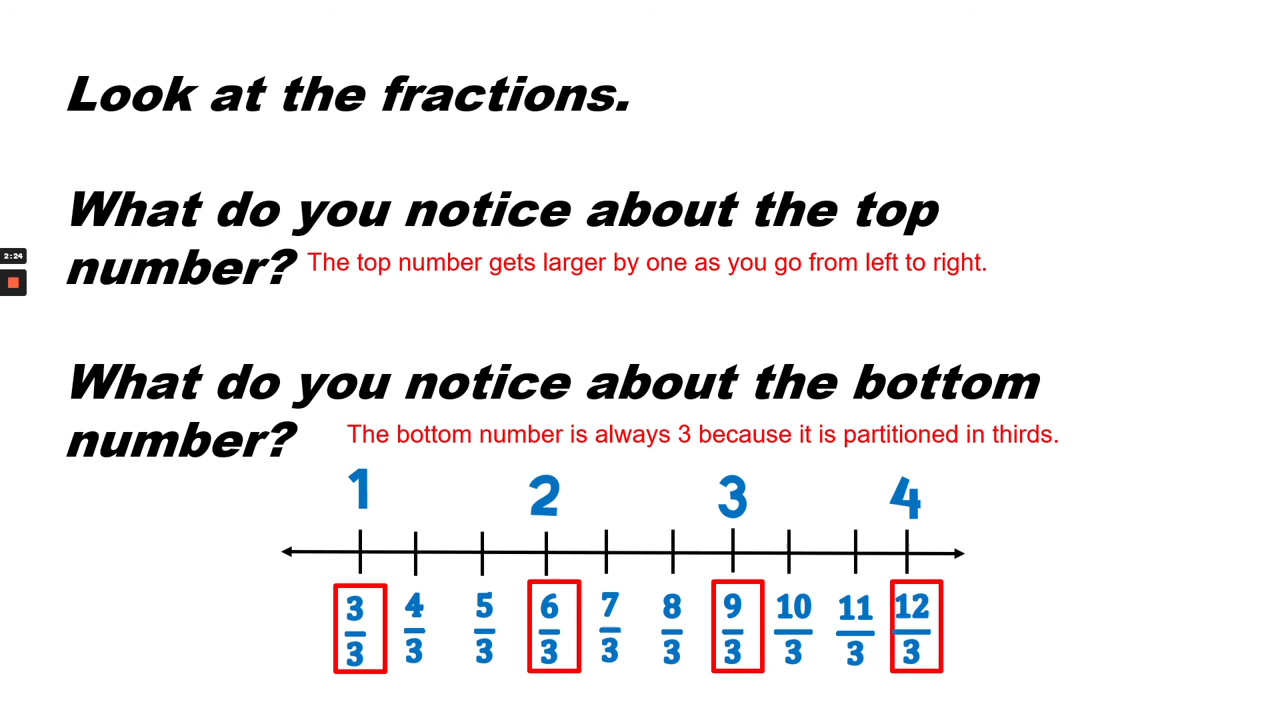 Look at the fractions.
What do you notice about the top
2:24
number? The top number gets larger by one as you go from left to right.
What do you notice about the bottom
number? The bottom number is always 3 because it is partitioned in thirds.
1 2 3 4
3 4 5 6 7 8 9 10 11 12
3 3 3 3 3 3 3 3 3 3